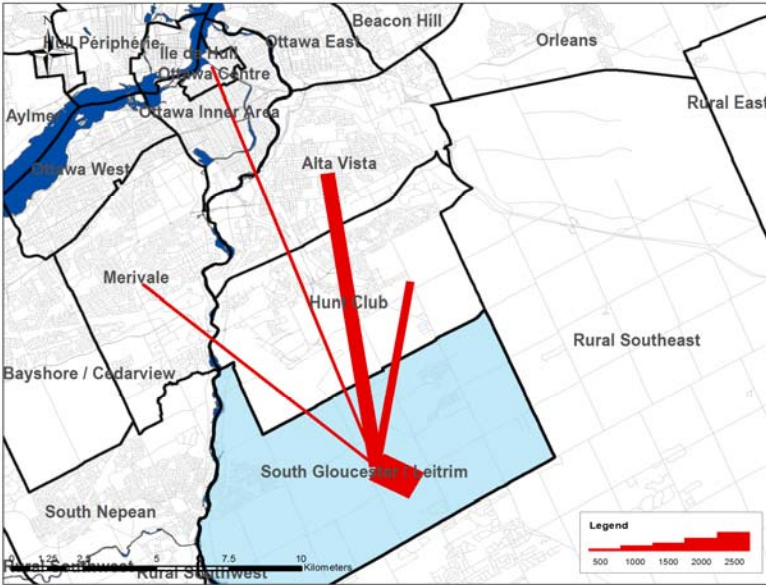 Beacon Hill
Hull Périphérie
Île de Hull
Ottawa East
Orleans
Ottawa Centre
Rural East
Aylmer
Ottawa Inner Area
Ottawa West
Alta Vista
Merivale
Hunt Club
Rural Southeast
Bayshore / Cedarview
South Gloucester / Leitrim
South Nepean
Legend
500 1000 1500 2000 2500
0 1.25 2.5 5 7.5 10
Kilometers
Rural Southwest
Rural Southwest